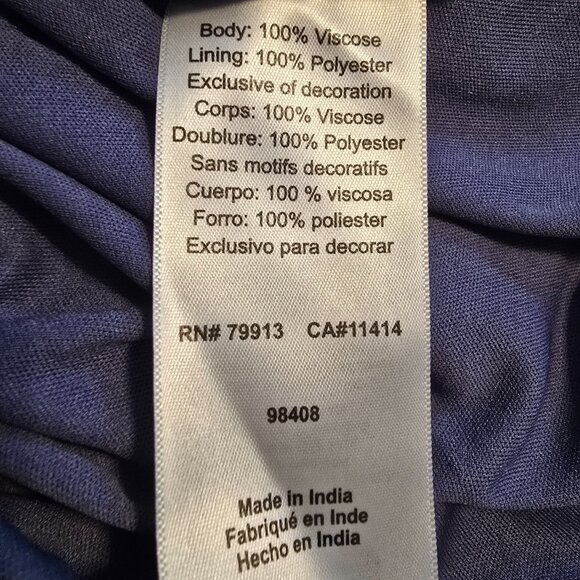 Body: 100% Viscose
Lining: 100% Polyester
Exclusive of decoration
Corps: 100% Viscose
Doublure: 100% Polyester
Sans motifs decoratifs
Cuerpo: 100 % viscosa
Forro: 100% poliester
Exclusivo para decorar
RN# 79913 CA#11414
98408
Made in India
Fabriqué en Inde
Hecho en India